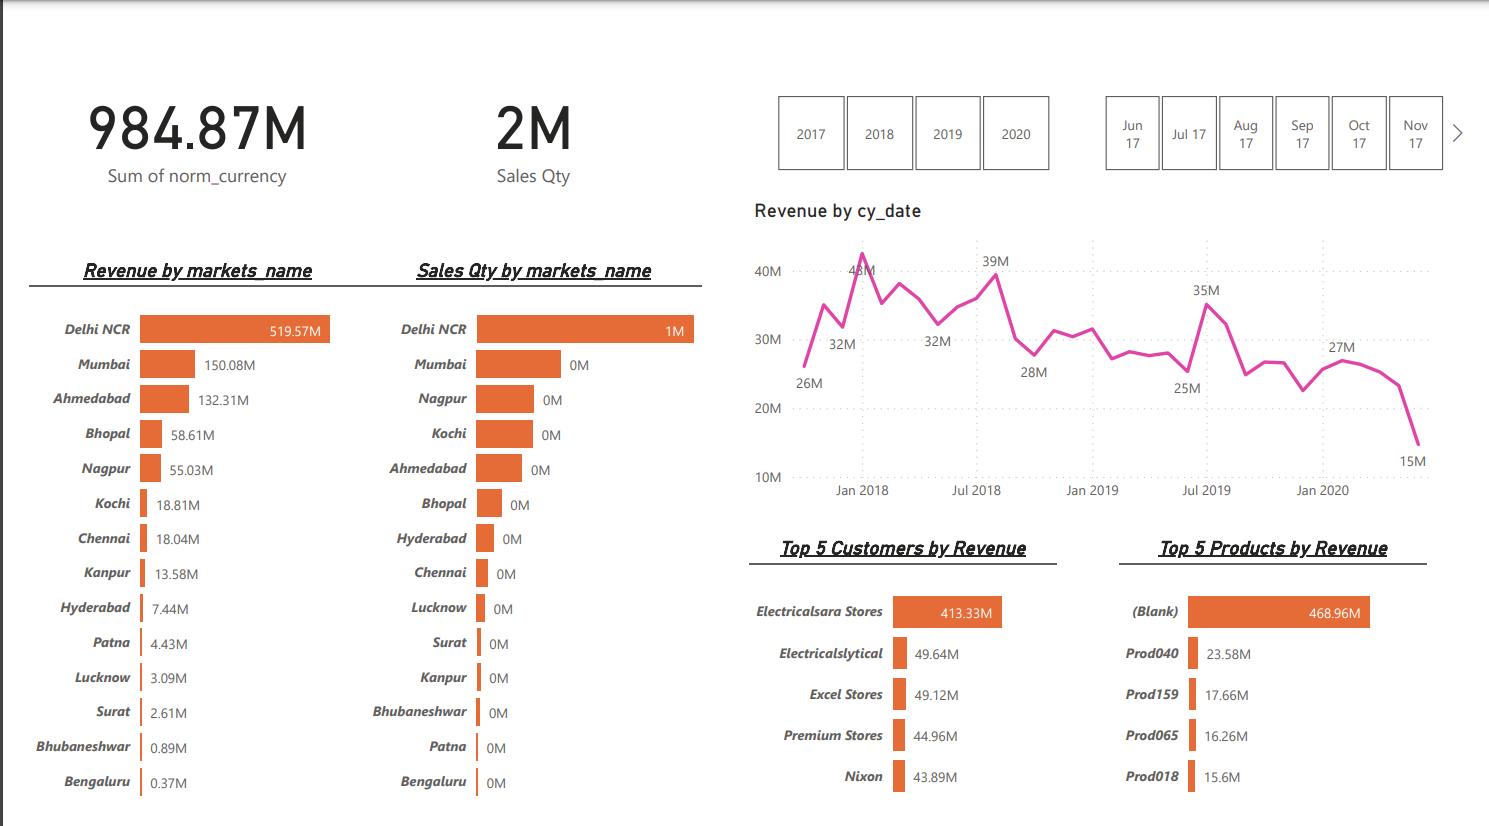 984.87M
Sum of norm_currency
2M
Sales Qty
2017
2018
2019
2020
Jun
17
Jul 17
Aug
17
Sep
17
Oct
17
Nov
17
Revenue by markets_name
Delhi NCR 519.57M
Mumbai 150.08M
Ahmedabad 132.31M
Bhopal 58.61M
Nagpur 55.03M
Kochi 18.81M
Chennai 18.04M
Kanpur 13.58M
Hyderabad 7.44M
Patna 4.43M
Lucknow 3.09M
Surat 2.61M
Bhubaneshwar 0.89M
Bengaluru 0.37M
Sales Qty by markets_name
Delhi NCR 1M
Mumbai 0M
Nagpur 0M
Kochi 0M
Ahmedabad 0M
Bhopal 0M
Hyderabad 0M
Chennai 0M
Lucknow 0M
Surat 0M
Kanpur 0M
Bhubaneshwar 0M
Patna 0M
Bengaluru 0M
Revenue by cy_date
40M
30M
20M
10M
26M
32M
43M
32M
39M
28M
25M
35M
27M
15M
Jan 2018
Jul 2018
Jan 2019
Jul 2019
Jan 2020
Top 5 Customers by Revenue
Electricalsara Stores 413.33M
Electricalslytical 49.64M
Excel Stores 49.12M
Premium Stores 44.96M
Nixon 43.89M
Top 5 Products by Revenue
(Blank) 468.96M
Prod040 23.58M
Prod159 17.66M
Prod065 16.26M
Prod018 15.6M